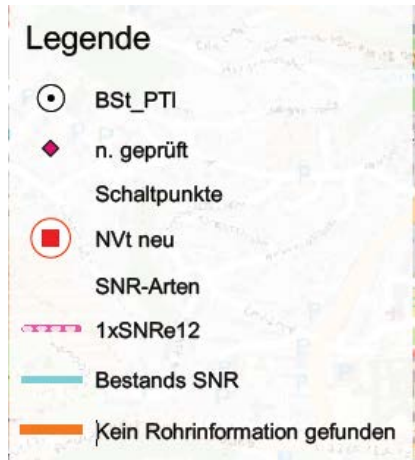 Legende
BSt_PTI
n. geprüft
Schaltpunkte
NVt neu
SNR-Arten
1xSNRe12
Bestands SNR
Kein Rohrinformation gefunden